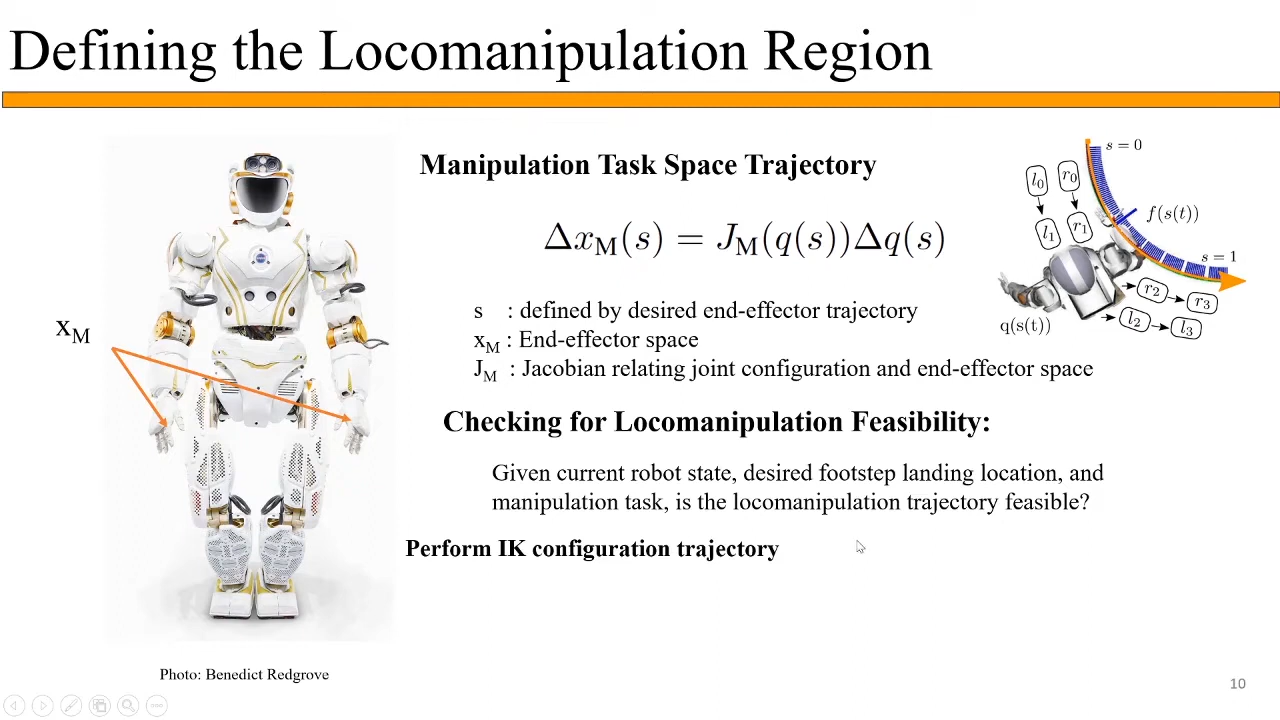 Defining the Locomanipulation Region
Manipulation Task Space Trajectory
Δx_M(s) = J_M(q(s))Δq(s)
s : defined by desired end-effector trajectory
x_M : End-effector space
J_M : Jacobian relating joint configuration and end-effector space
x_M
s = 0
l_0 r_0
f(s(t))
l_1 r_1
s = 1
r_2 r_3
q(s(t))
l_2 l_3
Checking for Locomanipulation Feasibility:
Given current robot state, desired footstep landing location, and
manipulation task, is the locomanipulation trajectory feasible?
Perform IK configuration trajectory
Photo: Benedict Redgrove
10